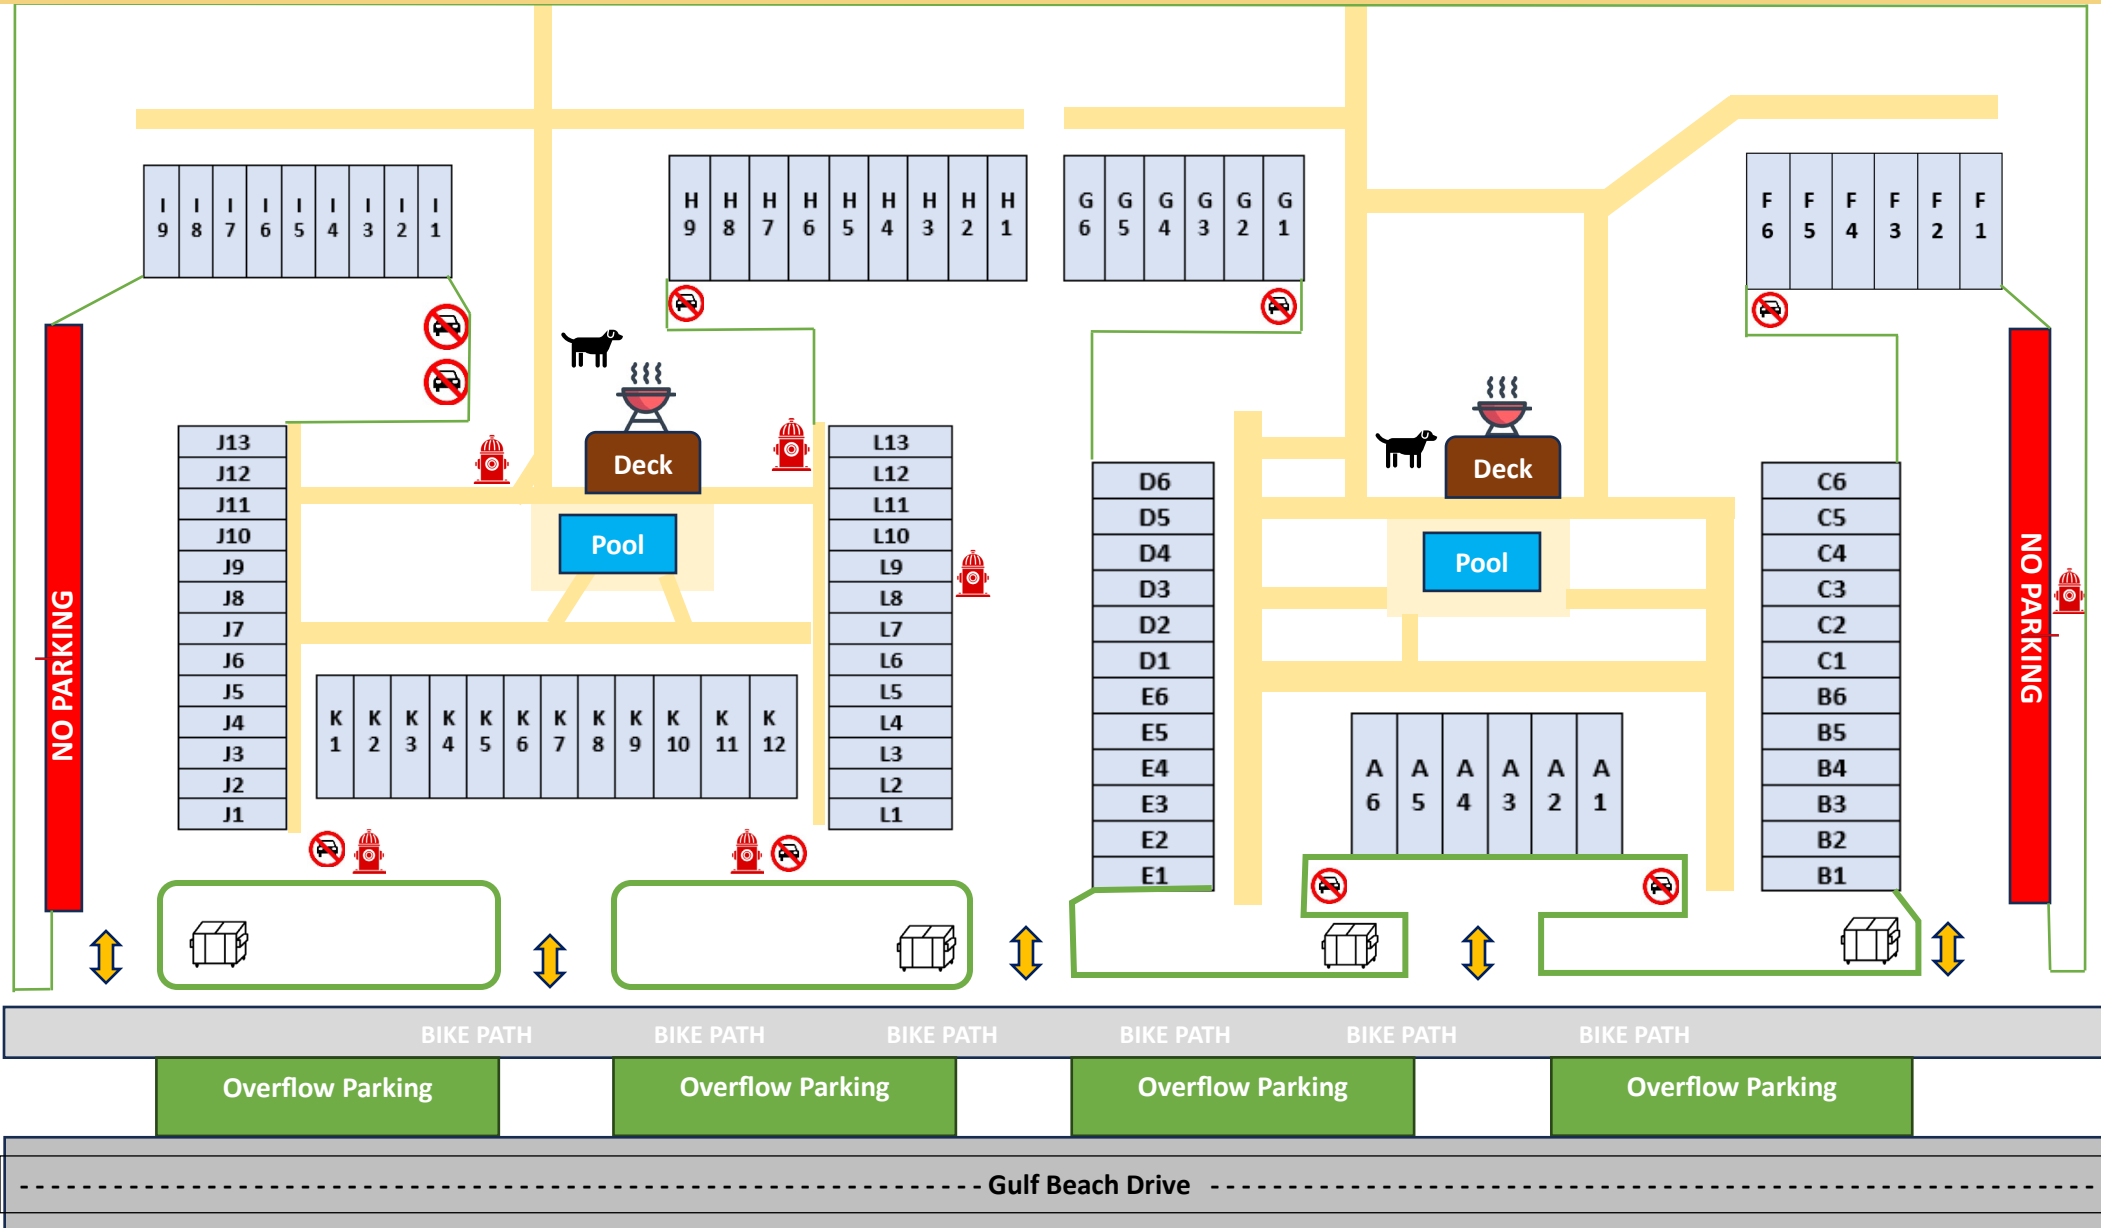 I I I I I I I I I
9 8 7 6 5 4 3 2 1
H H H H H H H H H
9 8 7 6 5 4 3 2 1
G G G G G G
6 5 4 3 2 1
F F F F F F
6 5 4 3 2 1
J13
J12
J11
J10
J9
J8
J7
J6
J5
J4
J3
J2
J1
Deck
Pool
L13
L12
L11
L10
L9
L8
L7
L6
L5
L4
L3
L2
L1
K K K K K K K K K K K K
1 2 3 4 5 6 7 8 9 10 11 12
NO PARKING
D6
D5
D4
D3
D2
D1
E6
E5
E4
E3
E2
E1
Deck
Pool
A A A A A A
6 5 4 3 2 1
C6
C5
C4
C3
C2
C1
B6
B5
B4
B3
B2
B1
NO PARKING
BIKE PATH BIKE PATH BIKE PATH BIKE PATH BIKE PATH BIKE PATH
Overflow Parking Overflow Parking Overflow Parking Overflow Parking
Gulf Beach Drive